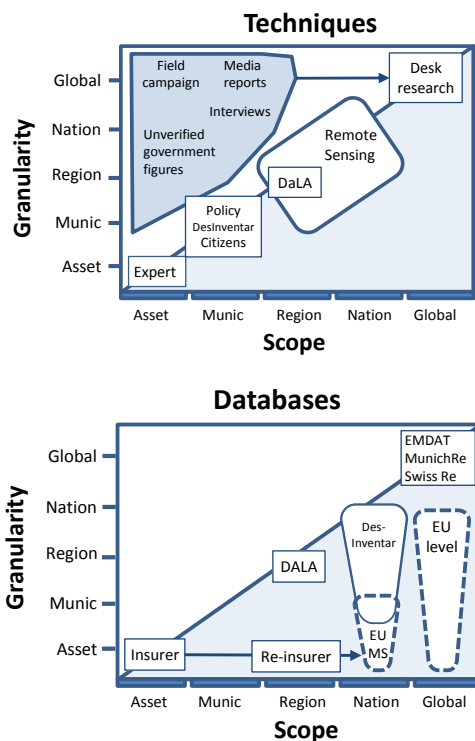 Techniques
Granularity
Global
Nation
Region
Munic
Asset
Field
campaign
Media
reports
Interviews
Unverified
government
figures
Desk
research
Remote
Sensing
DaLA
Policy
DesInventar
Citizens
Expert
Asset
Munic
Region
Nation
Global
Scope
Databases
Granularity
Global
Nation
Region
Munic
Asset
EMDAT
MunichRe
Swiss Re
Des-
Inventar
EU
level
DALA
Insurer
Re-insurer
EU
MS
Asset
Munic
Region
Nation
Global
Scope